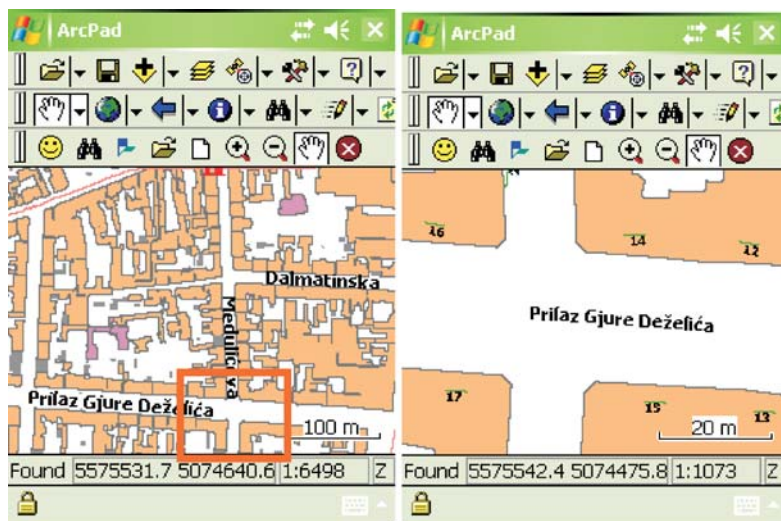 ArcPad
Dalmatinska
Medulićeva
Prilaz Gjure Deželića
100 m
Found 5575531.7 5074640.6 1:6498 Z
ArcPad
16
14
12
Prilaz Gjure Deželića
17
15
13
20 m
Found 5575542.4 5074475.8 1:1073 Z